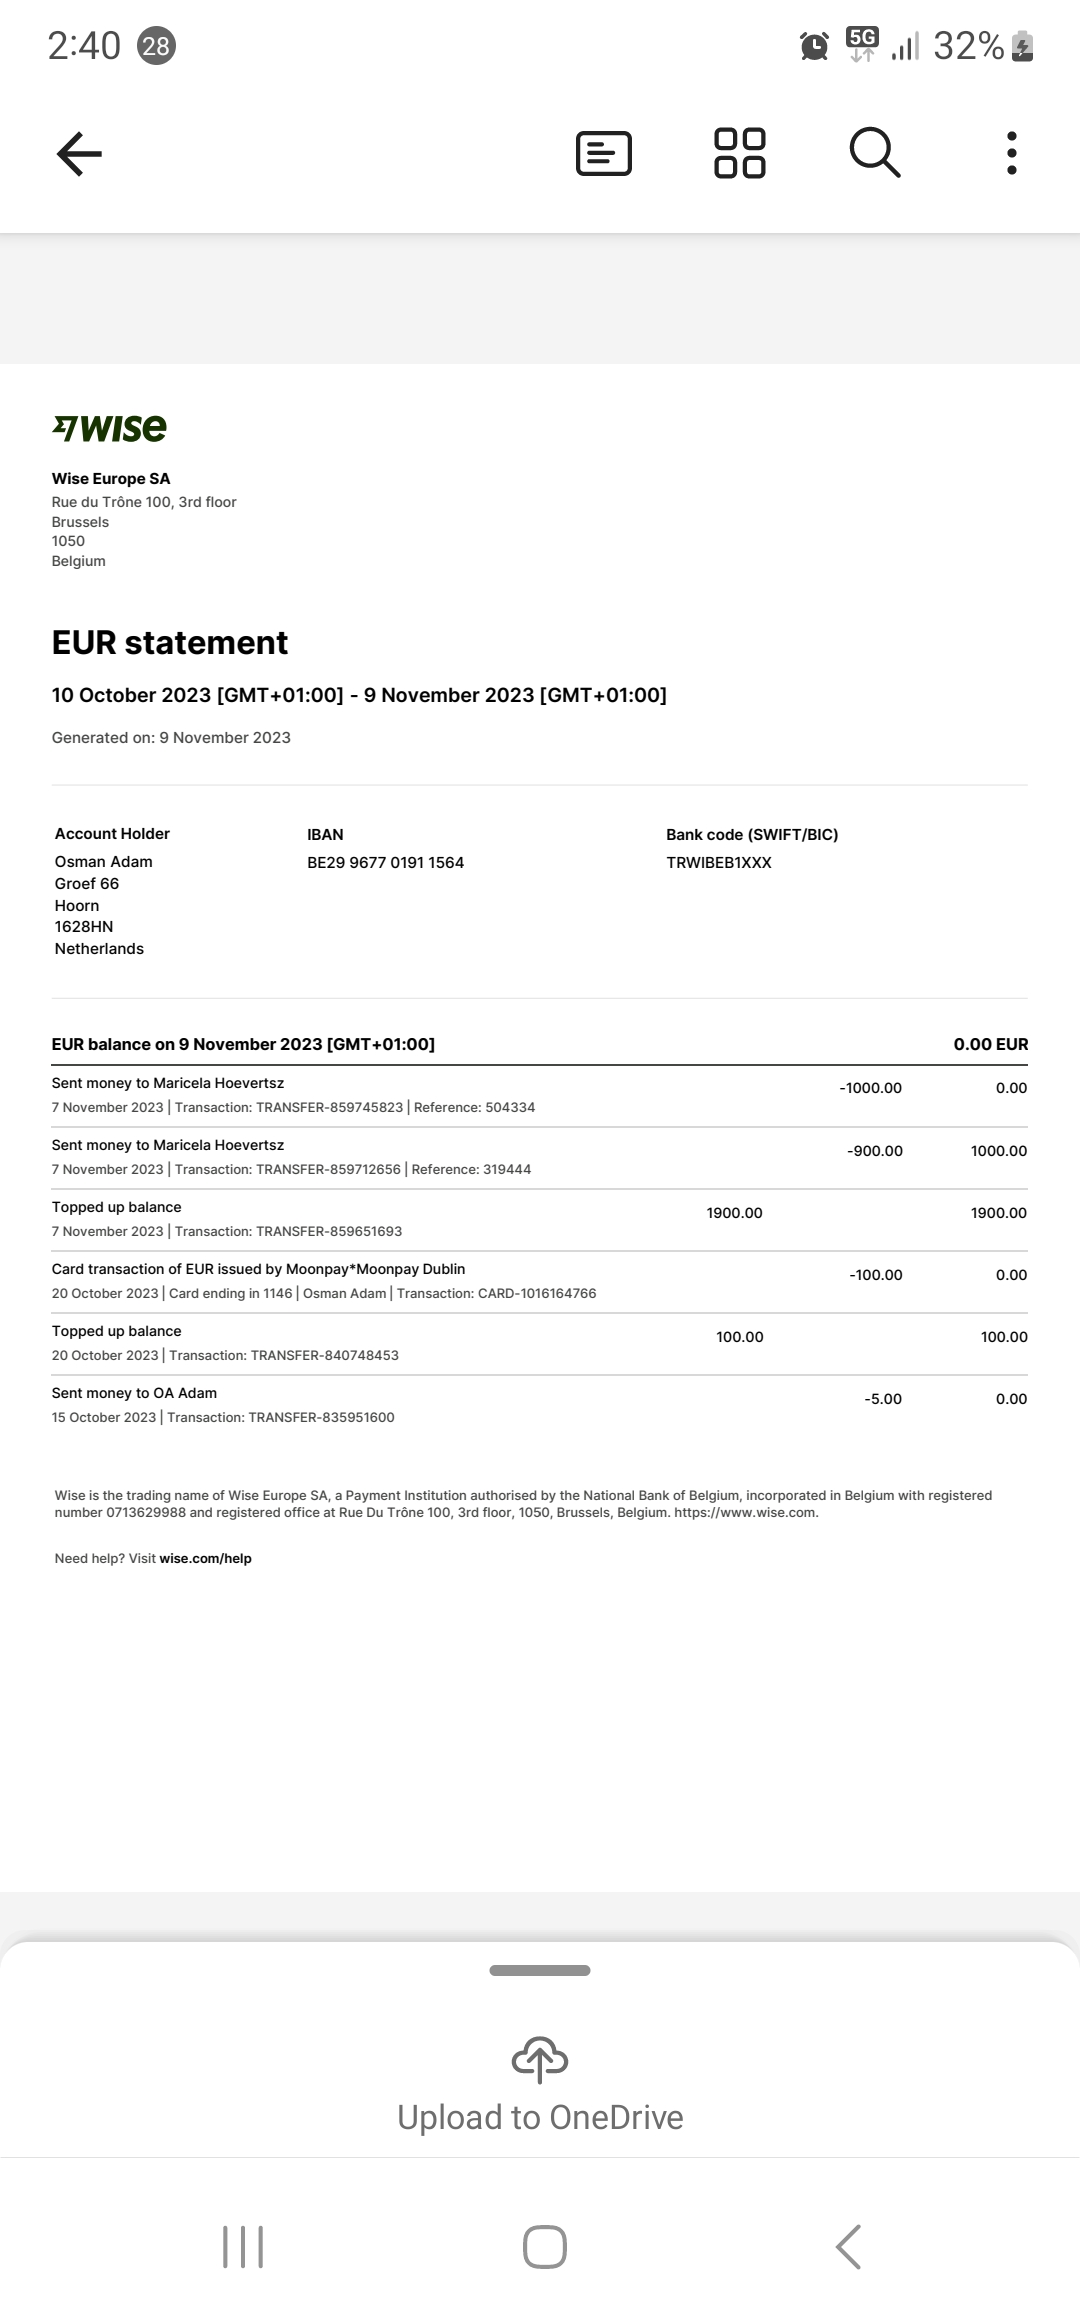 2:40 28 5G 32%
WISE
Wise Europe SA
Rue du Trône 100, 3rd floor
Brussels
1050
Belgium
EUR statement
10 October 2023 [GMT+01:00] - 9 November 2023 [GMT+01:00]
Generated on: 9 November 2023
Account Holder IBAN Bank code (SWIFT/BIC)
Osman Adam BE29 9677 0191 1564 TRWIBEB1XXX
Groef 66
Hoorn
1628HN
Netherlands
EUR balance on 9 November 2023 [GMT+01:00] 0.00 EUR
Sent money to Maricela Hoevertsz -1000.00 0.00
7 November 2023 | Transaction: TRANSFER-859745823 | Reference: 504334
Sent money to Maricela Hoevertsz -900.00 1000.00
7 November 2023 | Transaction: TRANSFER-859712656 | Reference: 319444
Topped up balance 1900.00 1900.00
7 November 2023 | Transaction: TRANSFER-859651693
Card transaction of EUR issued by Moonpay*Moonpay Dublin -100.00 0.00
20 October 2023 | Card ending in 1146 | Osman Adam | Transaction: CARD-1016164766
Topped up balance 100.00 100.00
20 October 2023 | Transaction: TRANSFER-840748453
Sent money to OA Adam -5.00 0.00
15 October 2023 | Transaction: TRANSFER-835951600
Wise is the trading name of Wise Europe SA, a Payment Institution authorised by the National Bank of Belgium, incorporated in Belgium with registered
number 0713629988 and registered office at Rue Du Trône 100, 3rd floor, 1050, Brussels, Belgium. https://www.wise.com.
Need help? Visit wise.com/help
Upload to OneDrive